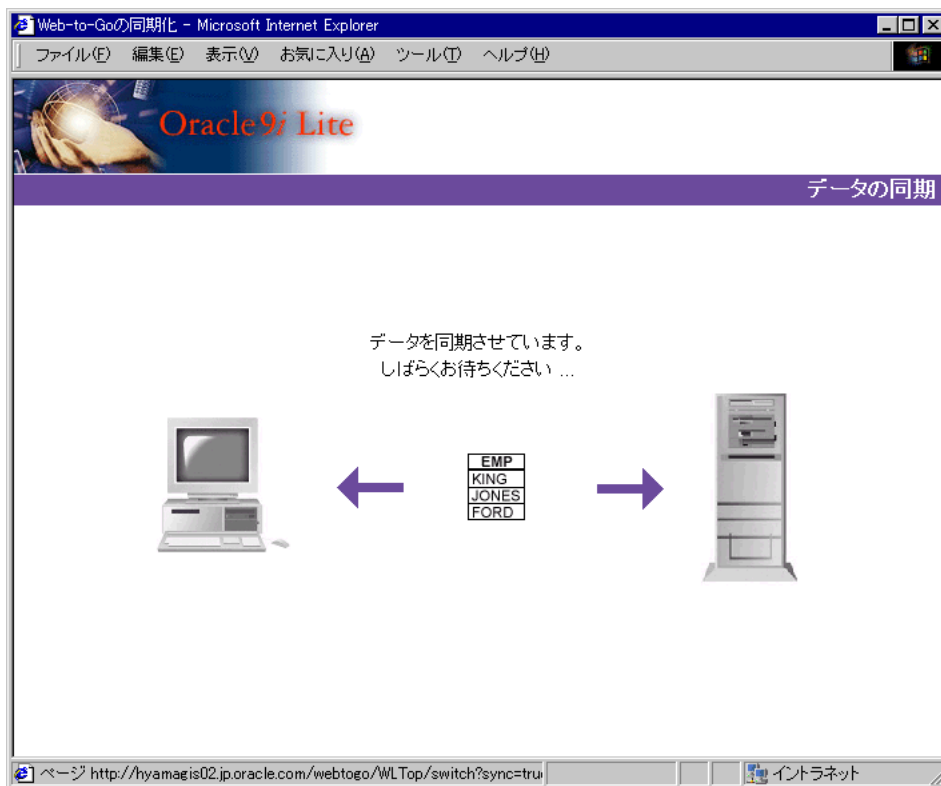 Web-to-Goの同期化 - Microsoft Internet Explorer
ファイル(F) 編集(E) 表示(V) お気に入り(A) ツール(T) ヘルプ(H)
Oracle9i Lite
データの同期
データを同期させています。
しばらくお待ちください ...
EMP
KING
JONES
FORD
ページ http://hyamagis02.jp.oracle.com/webtogo/WLTop/switch?sync=tru
イントラネット